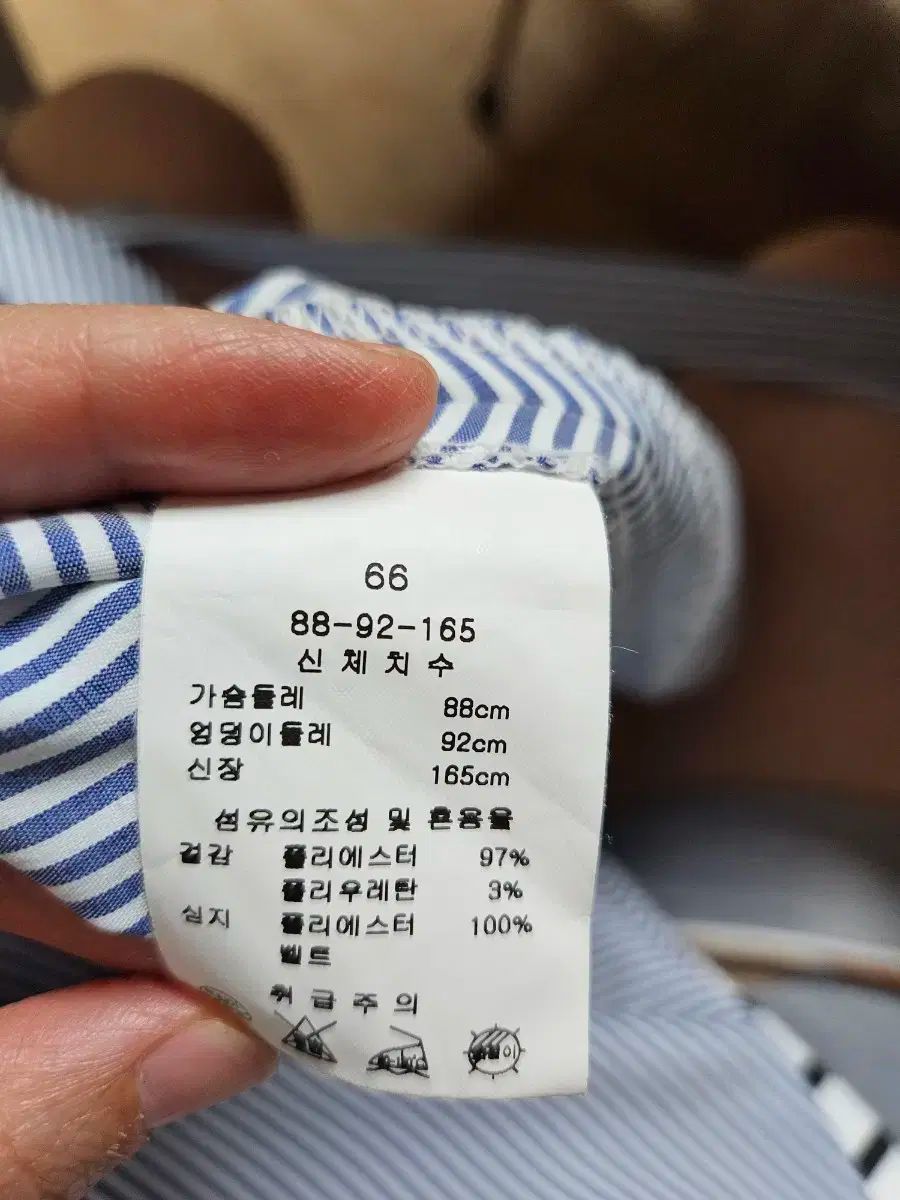 66
88-92-165
신 체 치 수
가슴둘레 88cm
엉덩이둘레 92cm
신장 165cm
섬유의조성 및 혼용율
겉감 폴리에스터 97%
폴리우레탄 3%
심지 폴리에스터 100%
벨트
취 급 주 의